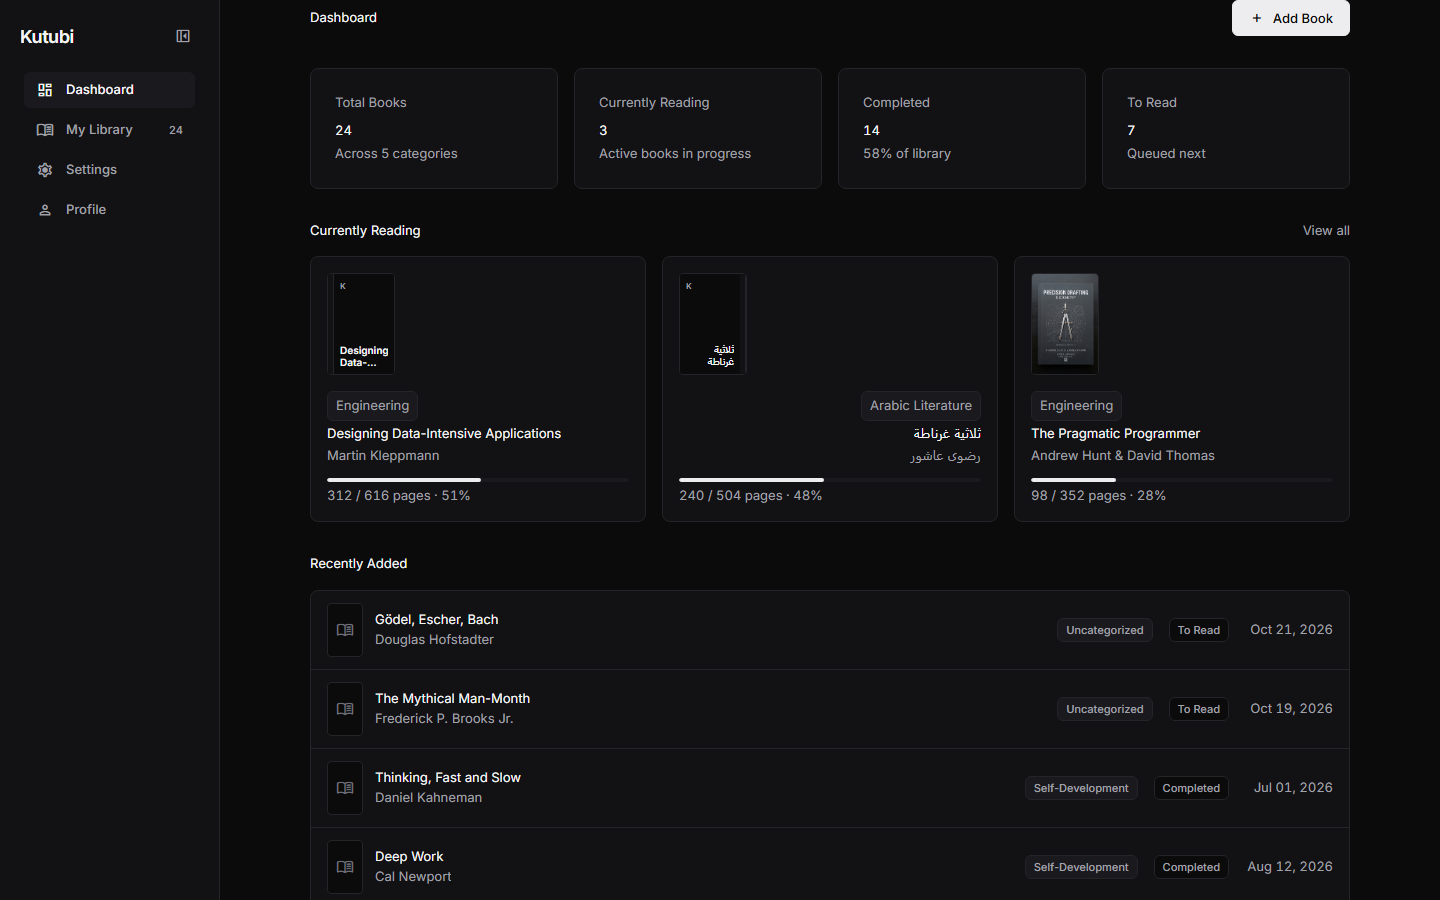 Kutubi
Dashboard
My Library 24
Settings
Profile
Dashboard
+ Add Book
Total Books
24
Across 5 categories
Currently Reading
3
Active books in progress
Completed
14
58% of library
To Read
7
Queued next
Currently Reading
View all
K
Designing
Data-...
Engineering
Designing Data-Intensive Applications
Martin Kleppmann
312 / 616 pages · 51%
K
ثلاثية
غرناطة
Arabic Literature
ثلاثية غرناطة
رضوى عاشور
240 / 504 pages · 48%
PRECISION DRAFTING
Engineering
The Pragmatic Programmer
Andrew Hunt & David Thomas
98 / 352 pages · 28%
Recently Added
Gödel, Escher, Bach
Douglas Hofstadter
Uncategorized
To Read
Oct 21, 2026
The Mythical Man-Month
Frederick P. Brooks Jr.
Uncategorized
To Read
Oct 19, 2026
Thinking, Fast and Slow
Daniel Kahneman
Self-Development
Completed
Jul 01, 2026
Deep Work
Cal Newport
Self-Development
Completed
Aug 12, 2026